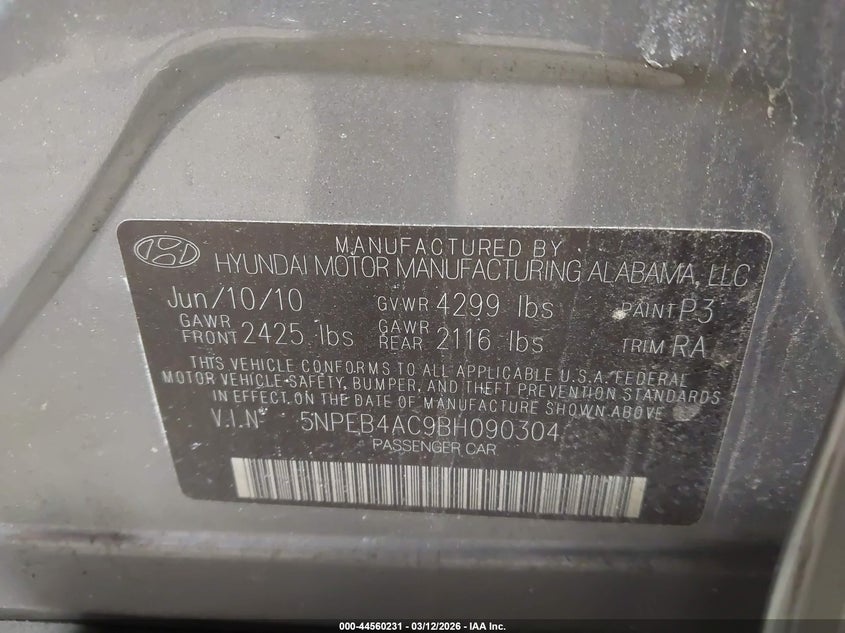 MANUFACTURED BY
HYUNDAI MOTOR MANUFACTURING ALABAMA, LLC
Jun/10/10 GVWR 4299 lbs PAINT P3
GAWR FRONT 2425 lbs GAWR REAR 2116 lbs TRIM RA
THIS VEHICLE CONFORMS TO ALL APPLICABLE U.S.A. FEDERAL
MOTOR VEHICLE SAFETY, BUMPER, AND THEFT PREVENTION STANDARDS
IN EFFECT ON THE DATE OF MANUFACTURE SHOWN ABOVE
V.I.N 5NPEB4AC9BH090304
PASSENGER CAR
000-44560231 - 03/12/2026 - IAA Inc.